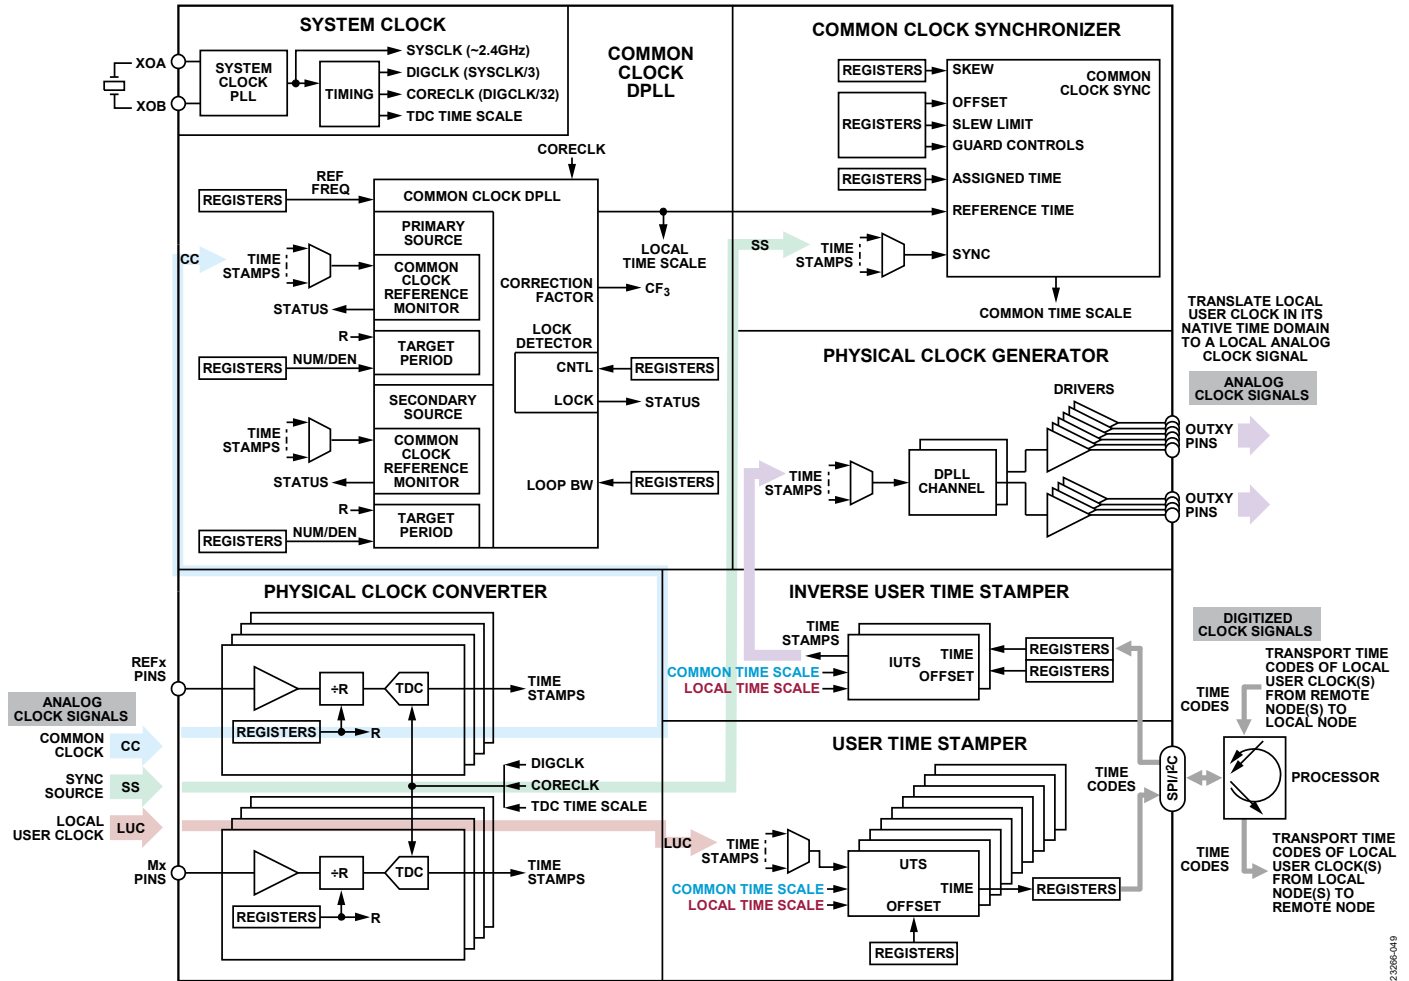 SYSTEM CLOCK
XOA
XOB
SYSTEM
CLOCK
PLL
TIMING
SYSCLK (~2.4GHz)
DIGCLK (SYSCLK/3)
CORECLK (DIGCLK/32)
TDC TIME SCALE
COMMON
CLOCK
DPLL
CORECLK
REF
FREQ
REGISTERS
COMMON CLOCK DPLL
PRIMARY
SOURCE
CC
TIME
STAMPS
COMMON
CLOCK
REFERENCE
MONITOR
STATUS
R
NUM/DEN
REGISTERS
TARGET
PERIOD
SECONDARY
SOURCE
TIME
STAMPS
COMMON
CLOCK
REFERENCE
MONITOR
STATUS
R
NUM/DEN
REGISTERS
TARGET
PERIOD
LOCAL
TIME SCALE
CORRECTION
FACTOR
CF3
LOCK
DETECTOR
CNTL
REGISTERS
LOCK
STATUS
LOOP BW
REGISTERS
COMMON CLOCK SYNCHRONIZER
COMMON
CLOCK SYNC
REGISTERS
SKEW
REGISTERS
OFFSET
SLEW LIMIT
GUARD CONTROLS
REGISTERS
ASSIGNED TIME
REFERENCE TIME
SS
TIME
STAMPS
SYNC
COMMON TIME SCALE
PHYSICAL CLOCK GENERATOR
TIME
STAMPS
DPLL
CHANNEL
DRIVERS
TRANSLATE LOCAL
USER CLOCK IN ITS
NATIVE TIME DOMAIN
TO A LOCAL ANALOG
CLOCK SIGNAL
ANALOG
CLOCK SIGNALS
OUTXY
PINS
OUTXY
PINS
PHYSICAL CLOCK CONVERTER
REFx
PINS
÷R
TDC
TIME
STAMPS
REGISTERS
R
ANALOG
CLOCK SIGNALS
COMMON
CLOCK
CC
SYNC
SOURCE
SS
LOCAL
USER CLOCK
LUC
DIGCLK
CORECLK
TDC TIME SCALE
Mx
PINS
÷R
TDC
TIME
STAMPS
REGISTERS
R
INVERSE USER TIME STAMPER
TIME
STAMPS
COMMON TIME SCALE
LOCAL TIME SCALE
IUTS
TIME
OFFSET
REGISTERS
REGISTERS
USER TIME STAMPER
LUC
TIME
STAMPS
COMMON TIME SCALE
LOCAL TIME SCALE
UTS
TIME
OFFSET
REGISTERS
REGISTERS
DIGITIZED
CLOCK SIGNALS
TRANSPORT TIME
CODES OF LOCAL
USER CLOCK(S)
FROM REMOTE
NODE(S) TO
LOCAL NODE
TIME
CODES
TIME
CODES
SPI/I2C
PROCESSOR
TIME
CODES
TRANSPORT TIME
CODES OF LOCAL
USER CLOCK(S)
FROM LOCAL
NODE(S) TO
REMOTE NODE
23266-049